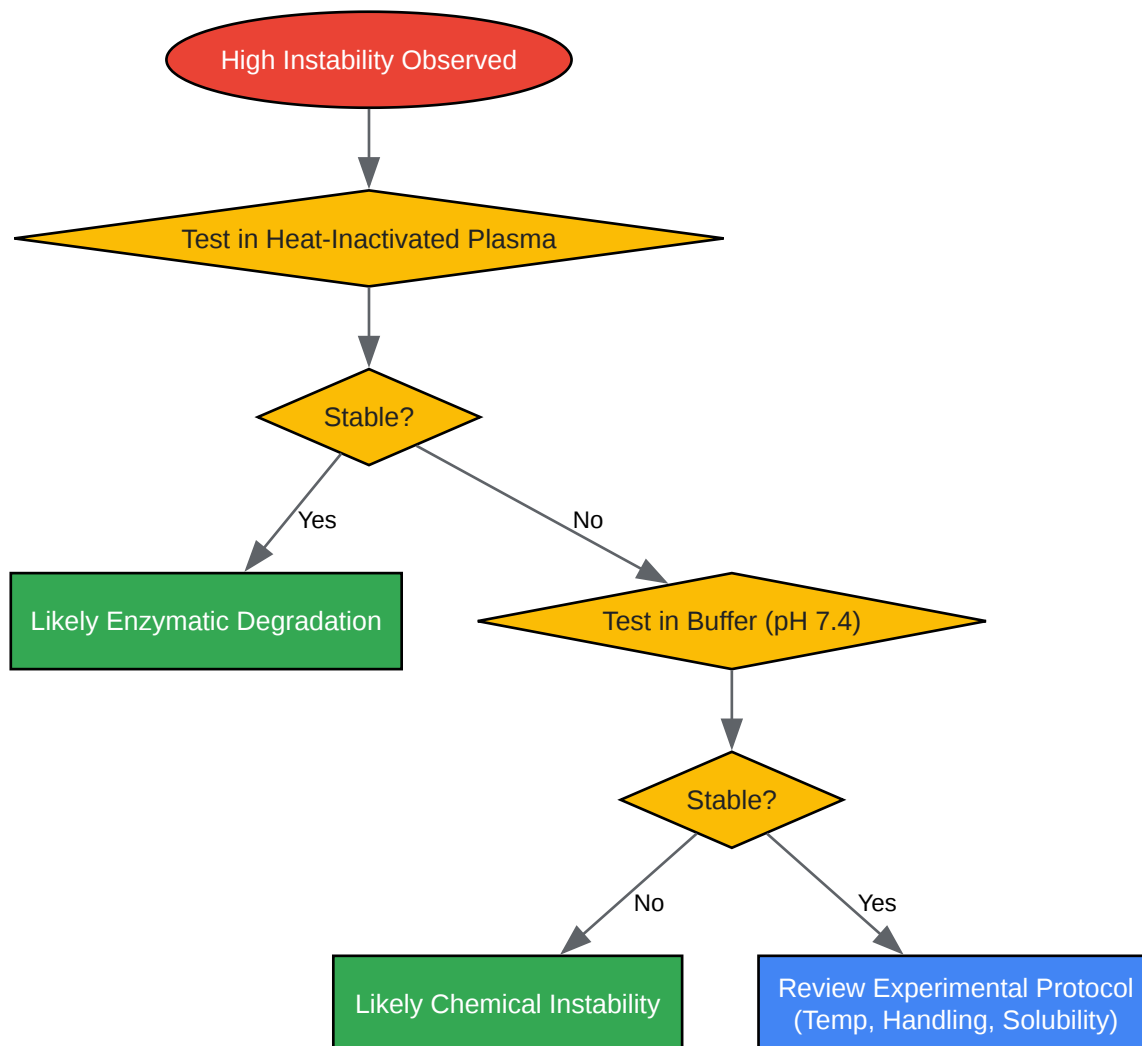 High Instability Observed
Test in Heat-Inactivated Plasma
Stable?
Yes
No
Likely Enzymatic Degradation
Test in Buffer (pH 7.4)
Stable?
No
Yes
Likely Chemical Instability
Review Experimental Protocol
(Temp, Handling, Solubility)